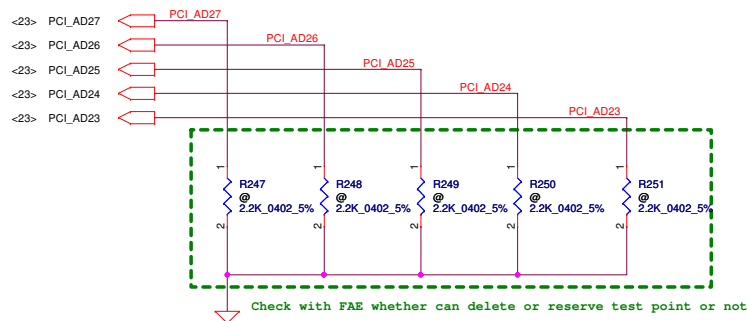 <23> PCI_AD27 PCI_AD27
<23> PCI_AD26 PCI_AD26
<23> PCI_AD25 PCI_AD25
<23> PCI_AD24 PCI_AD24
<23> PCI_AD23 PCI_AD23
1 1 1 1 1
R247 R248 R249 R250 R251
@ @ @ @ @
2.2K_0402_5% 2.2K_0402_5% 2.2K_0402_5% 2.2K_0402_5% 2.2K_0402_5%
2 2 2 2 2
Check with FAE whether can delete or reserve test point or not